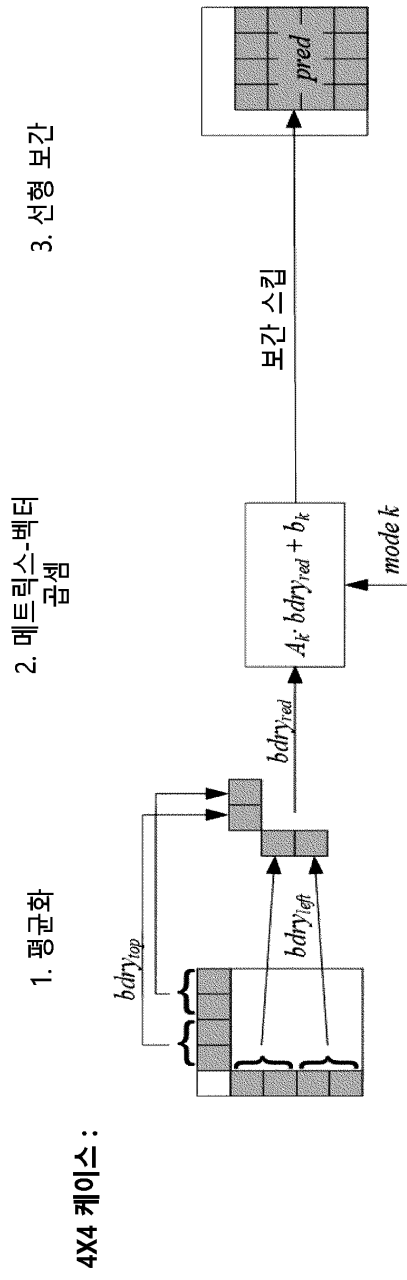 4X4 케이스 :
1. 평균화
2. 메트릭스-벡터
곱셈
3. 선형 보간
bdry_top
bdry_left
bdry_red
A_k· bdry_red + b_k
mode k
보간 스킵
pred